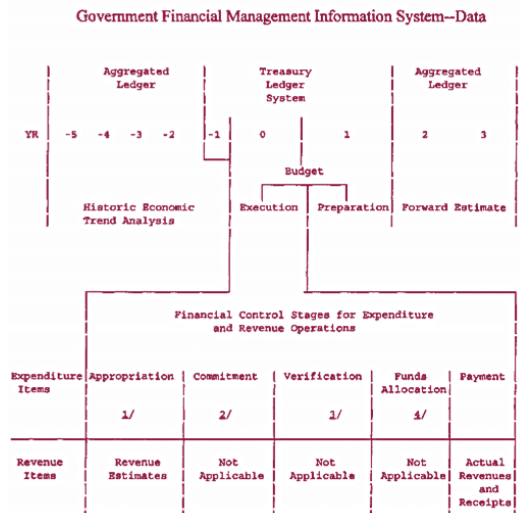 Government Financial Management Information System--Data
Aggregated Ledger
Treasury Ledger System
Aggregated Ledger
YR -5 -4 -3 -2 -1 0 1 2 3
Budget
Historic Economic Trend Analysis
Execution
Preparation
Forward Estimate
Financial Control Stages for Expenditure
and Revenue Operations
Expenditure Items
Appropriation 1/
Commitment 2/
Verification 3/
Funds Allocation 4/
Payment
Revenue Items
Revenue Estimates
Not Applicable
Not Applicable
Not Applicable
Actual Revenues and Receipts